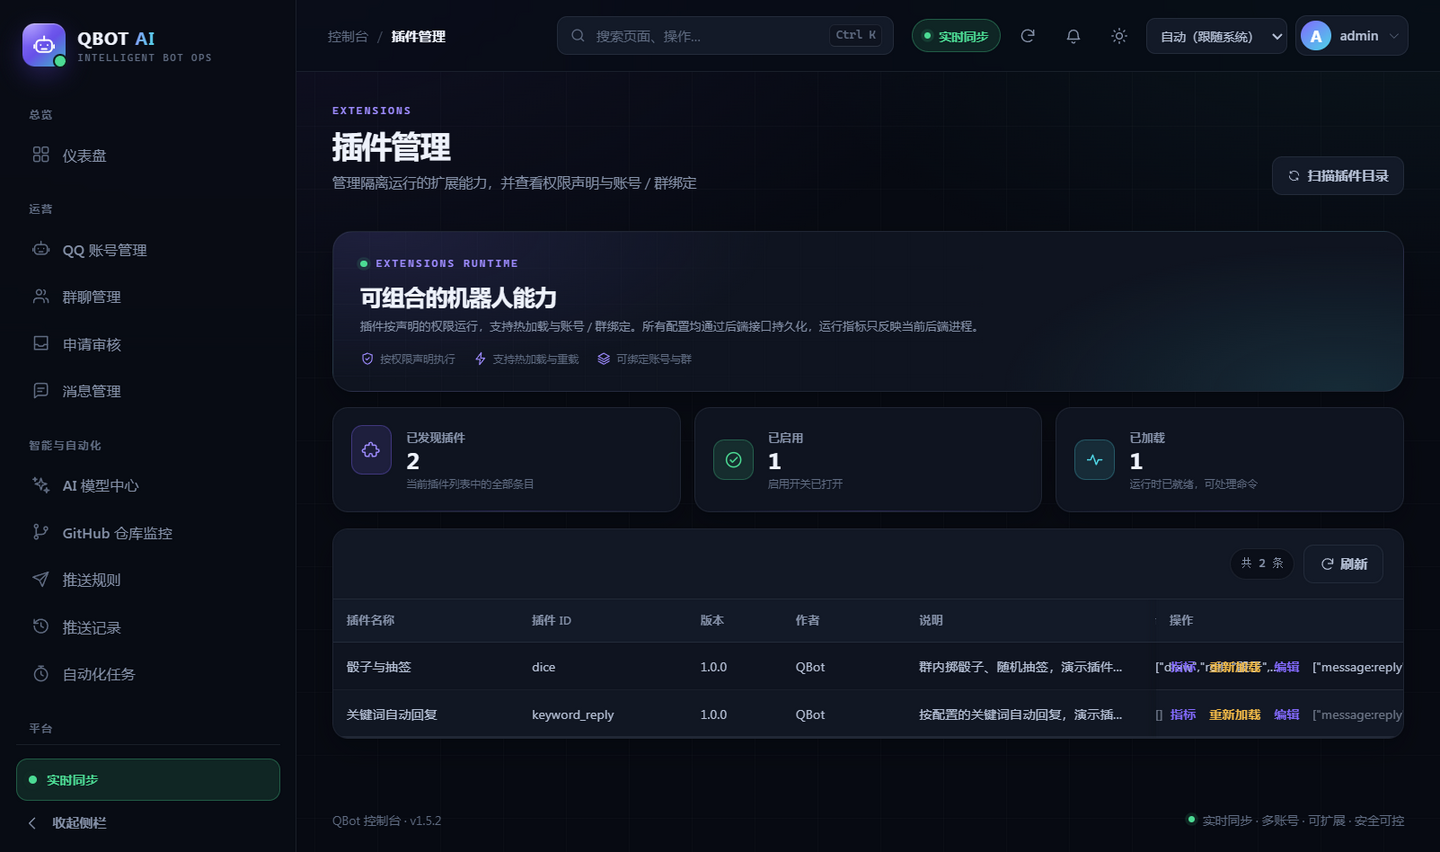 QBOT AI
INTELLIGENT BOT OPS
总览
仪表盘
运营
QQ 账号管理
群聊管理
申请审核
消息管理
智能与自动化
AI 模型中心
GitHub 仓库监控
推送规则
推送记录
自动化任务
平台
实时同步
收起侧栏
控制台 / 插件管理
搜索页面、操作... Ctrl K
实时同步
自动（跟随系统）
A admin
EXTENSIONS
插件管理
管理隔离运行的扩展能力，并查看权限声明与账号 / 群绑定
扫描插件目录
EXTENSIONS RUNTIME
可组合的机器人能力
插件按声明的权限运行，支持热加载与账号 / 群绑定。所有配置均通过后端接口持久化，运行指标只反映当前后端进程。
按权限声明执行 支持热加载与重载 可绑定账号与群
已发现插件
2
当前插件列表中的全部条目
已启用
1
启用开关已打开
已加载
1
运行时已就绪，可处理命令
共 2 条 刷新
插件名称 插件 ID 版本 作者 说明 操作
骰子与抽签 dice 1.0.0 QBot 群内掷骰子、随机抽签，演示插件... 指标 重新加载 编辑 ["message:reply
关键词自动回复 keyword_reply 1.0.0 QBot 按配置的关键词自动回复，演示插... [] 指标 重新加载 编辑 ["message:reply
QBot 控制台 · v1.5.2
实时同步 · 多账号 · 可扩展 · 安全可控